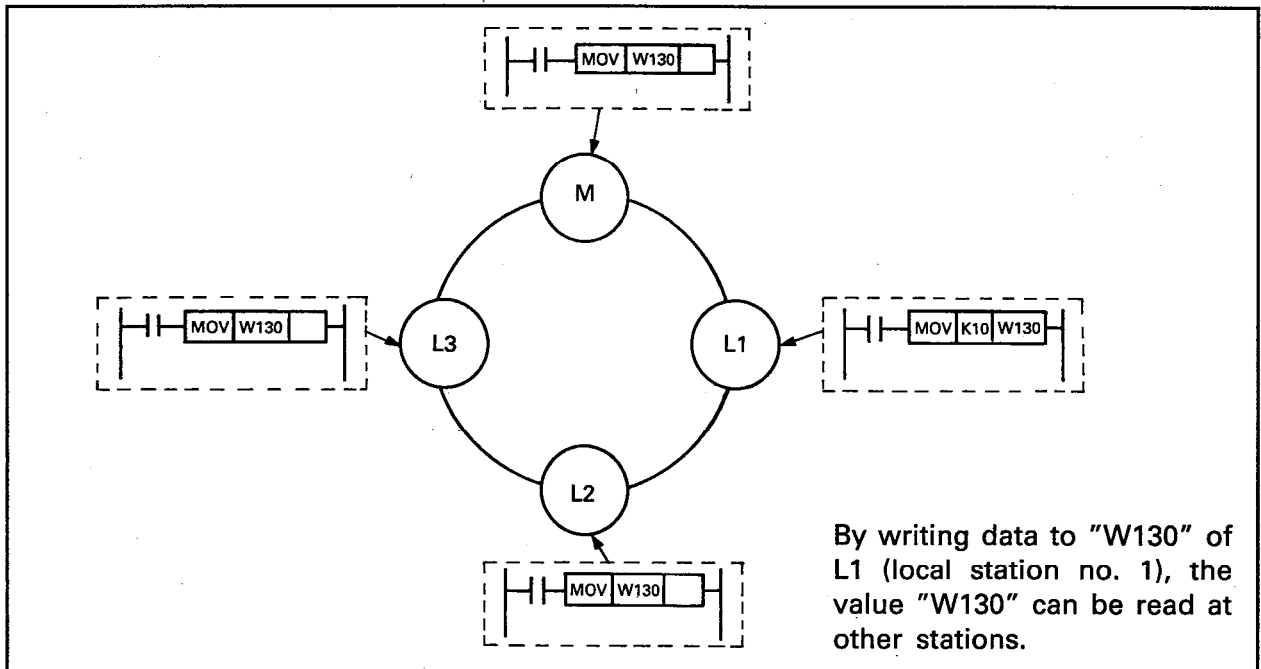 MOV W130
M
MOV W130
L3
L1
MOV K10 W130
L2
MOV W130
By writing data to "W130" of
L1 (local station no. 1), the
value "W130" can be read at
other stations.